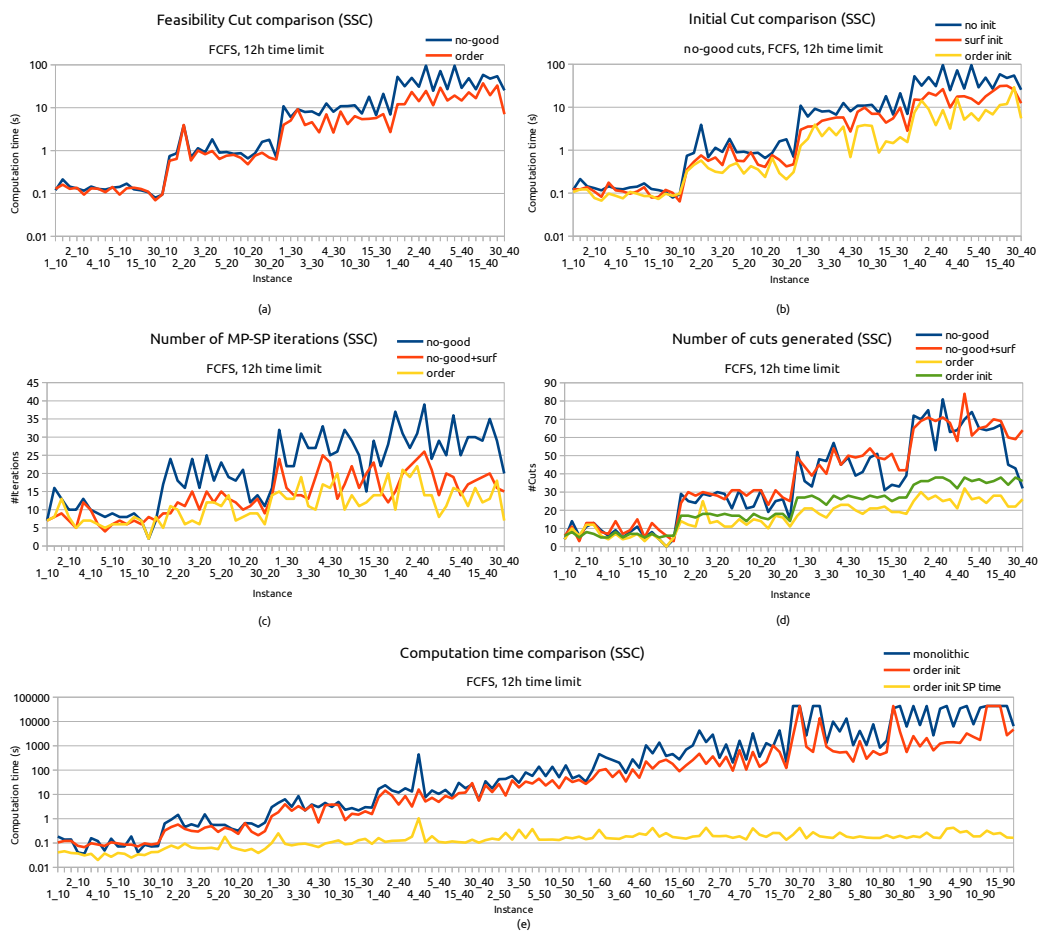 Feasibility Cut comparison (SSC)
FCFS, 12h time limit
no-good
order
Computation time (s)
100
10
1
0.1
0.01
2_10 5_10 30_10 3_20 10_20 1_30 4_30 15_30 2_40 5_40 30_40
1_10 4_10 15_10 2_20 5_20 30_20 3_30 10_30 1_40 4_40 15_40
Instance
(a)
Initial Cut comparison (SSC)
no-good cuts, FCFS, 12h time limit
no init
surf init
order init
Computation time (s)
100
10
1
0.1
0.01
2_10 5_10 30_10 3_20 10_20 1_30 4_30 15_30 2_40 5_40 30_40
1_10 4_10 15_10 2_20 5_20 30_20 3_30 10_30 1_40 4_40 15_40
Instance
(b)
Number of MP-SP iterations (SSC)
FCFS, 12h time limit
no-good
no-good+surf
order
#Iterations
45
40
35
30
25
20
15
10
5
0
2_10 5_10 30_10 3_20 10_20 1_30 4_30 15_30 2_40 5_40 30_40
1_10 4_10 15_10 2_20 5_20 30_20 3_30 10_30 1_40 4_40 15_40
Instance
(c)
Number of cuts generated (SSC)
FCFS, 12h time limit
no-good
no-good+surf
order
order init
#Cuts
90
80
70
60
50
40
30
20
10
0
2_10 5_10 30_10 3_20 10_20 1_30 4_30 15_30 2_40 5_40 30_40
1_10 4_10 15_10 2_20 5_20 30_20 3_30 10_30 1_40 4_40 15_40
Instance
(d)
Computation time comparison (SSC)
FCFS, 12h time limit
monolithic
order init
order init SP time
Computation time (s)
100000
10000
1000
100
10
1
0.1
0.01
2_10 5_10 30_10 3_20 10_20 1_30 4_30 15_30 2_40 5_40 30_40 3_50 10_50 1_60 4_60 15_60 2_70 5_70 30_70 3_80 10_80 1_90 4_90 15_90
1_10 4_10 15_10 2_20 5_20 30_20 3_30 10_30 1_40 4_40 15_40 2_50 5_50 30_50 3_60 10_60 1_70 4_70 15_70 2_80 5_80 30_80 3_90 10_90
Instance
(e)